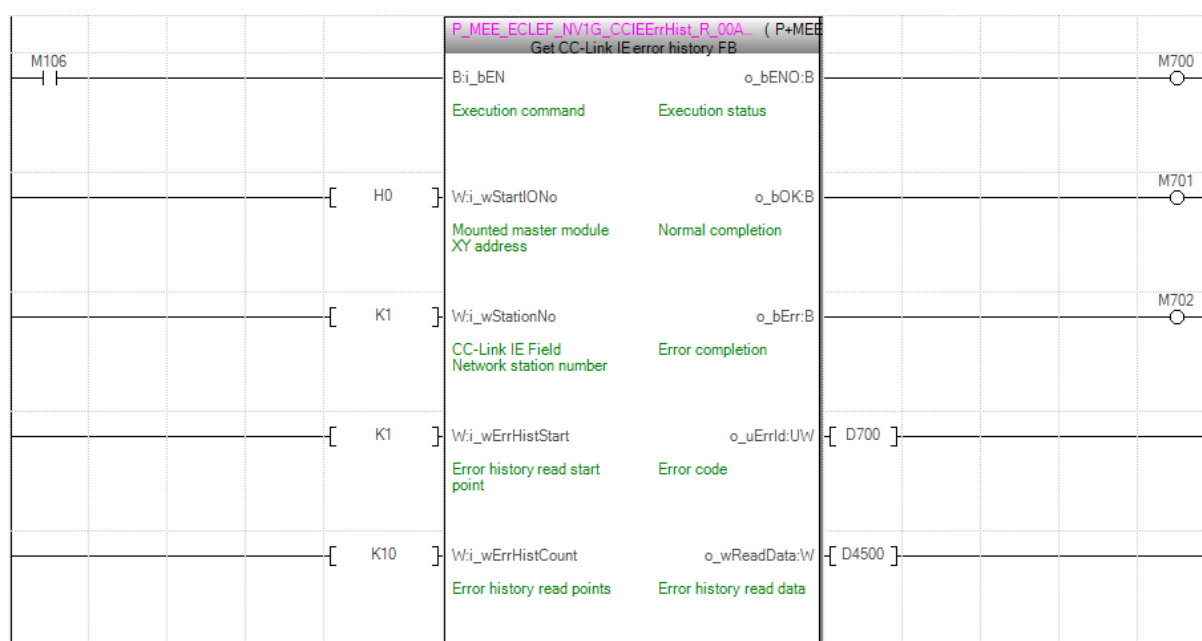 P_MEE_ECLEF_NV1G_CCIEErrHist_R_00A... ( P+MEE
Get CC-Link IE error history FB
M106
B:i_bEN
o_bENO:B
M700
Execution command
Execution status
H0
W:i_wStartIONo
o_bOK:B
M701
Mounted master module
XY address
Normal completion
K1
W:i_wStationNo
o_bErr:B
M702
CC-Link IE Field
Network station number
Error completion
K1
W:i_wErrHistStart
o_uErrId:UW
D700
Error history read start
point
Error code
K10
W:i_wErrHistCount
o_wReadData:W
D4500
Error history read points
Error history read data